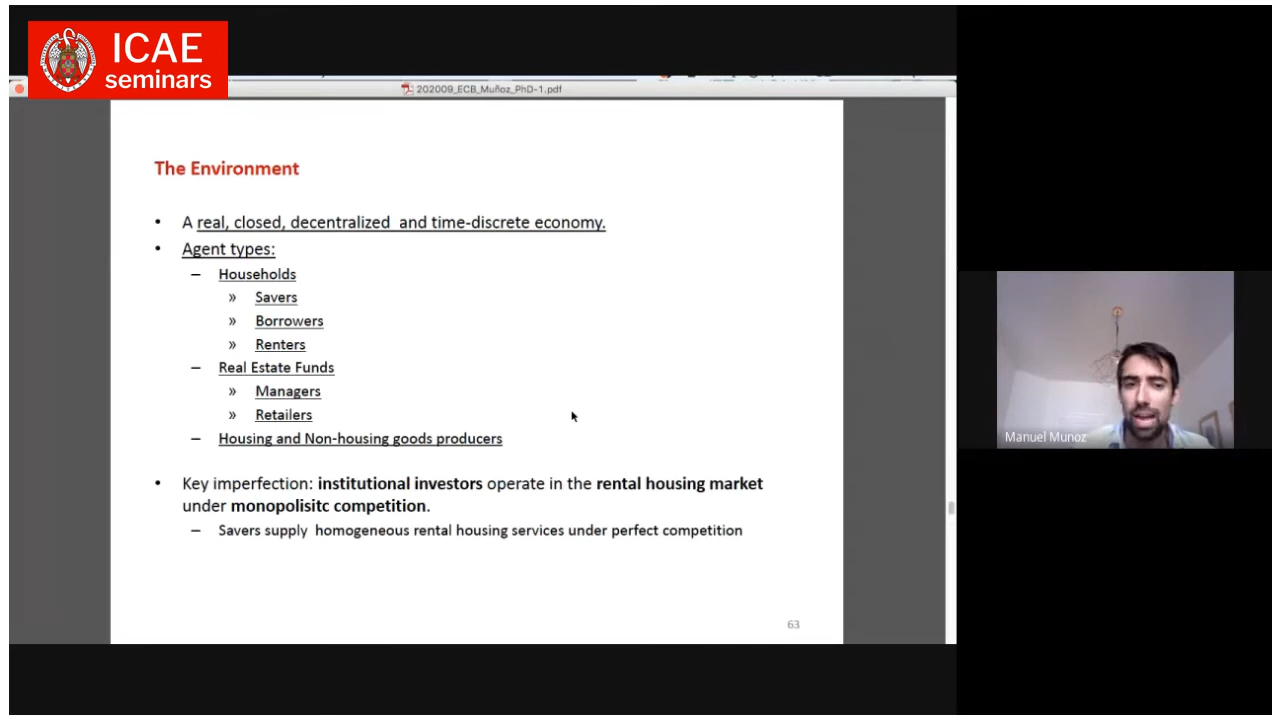 ICAE
seminars
202009_ECB_Muñoz_PhD-1.pdf
The Environment
• A real, closed, decentralized and time-discrete economy.
• Agent types:
– Households
» Savers
» Borrowers
» Renters
– Real Estate Funds
» Managers
» Retailers
– Housing and Non-housing goods producers
• Key imperfection: institutional investors operate in the rental housing market
under monopolisitc competition.
– Savers supply homogeneous rental housing services under perfect competition
63
Manuel Munoz